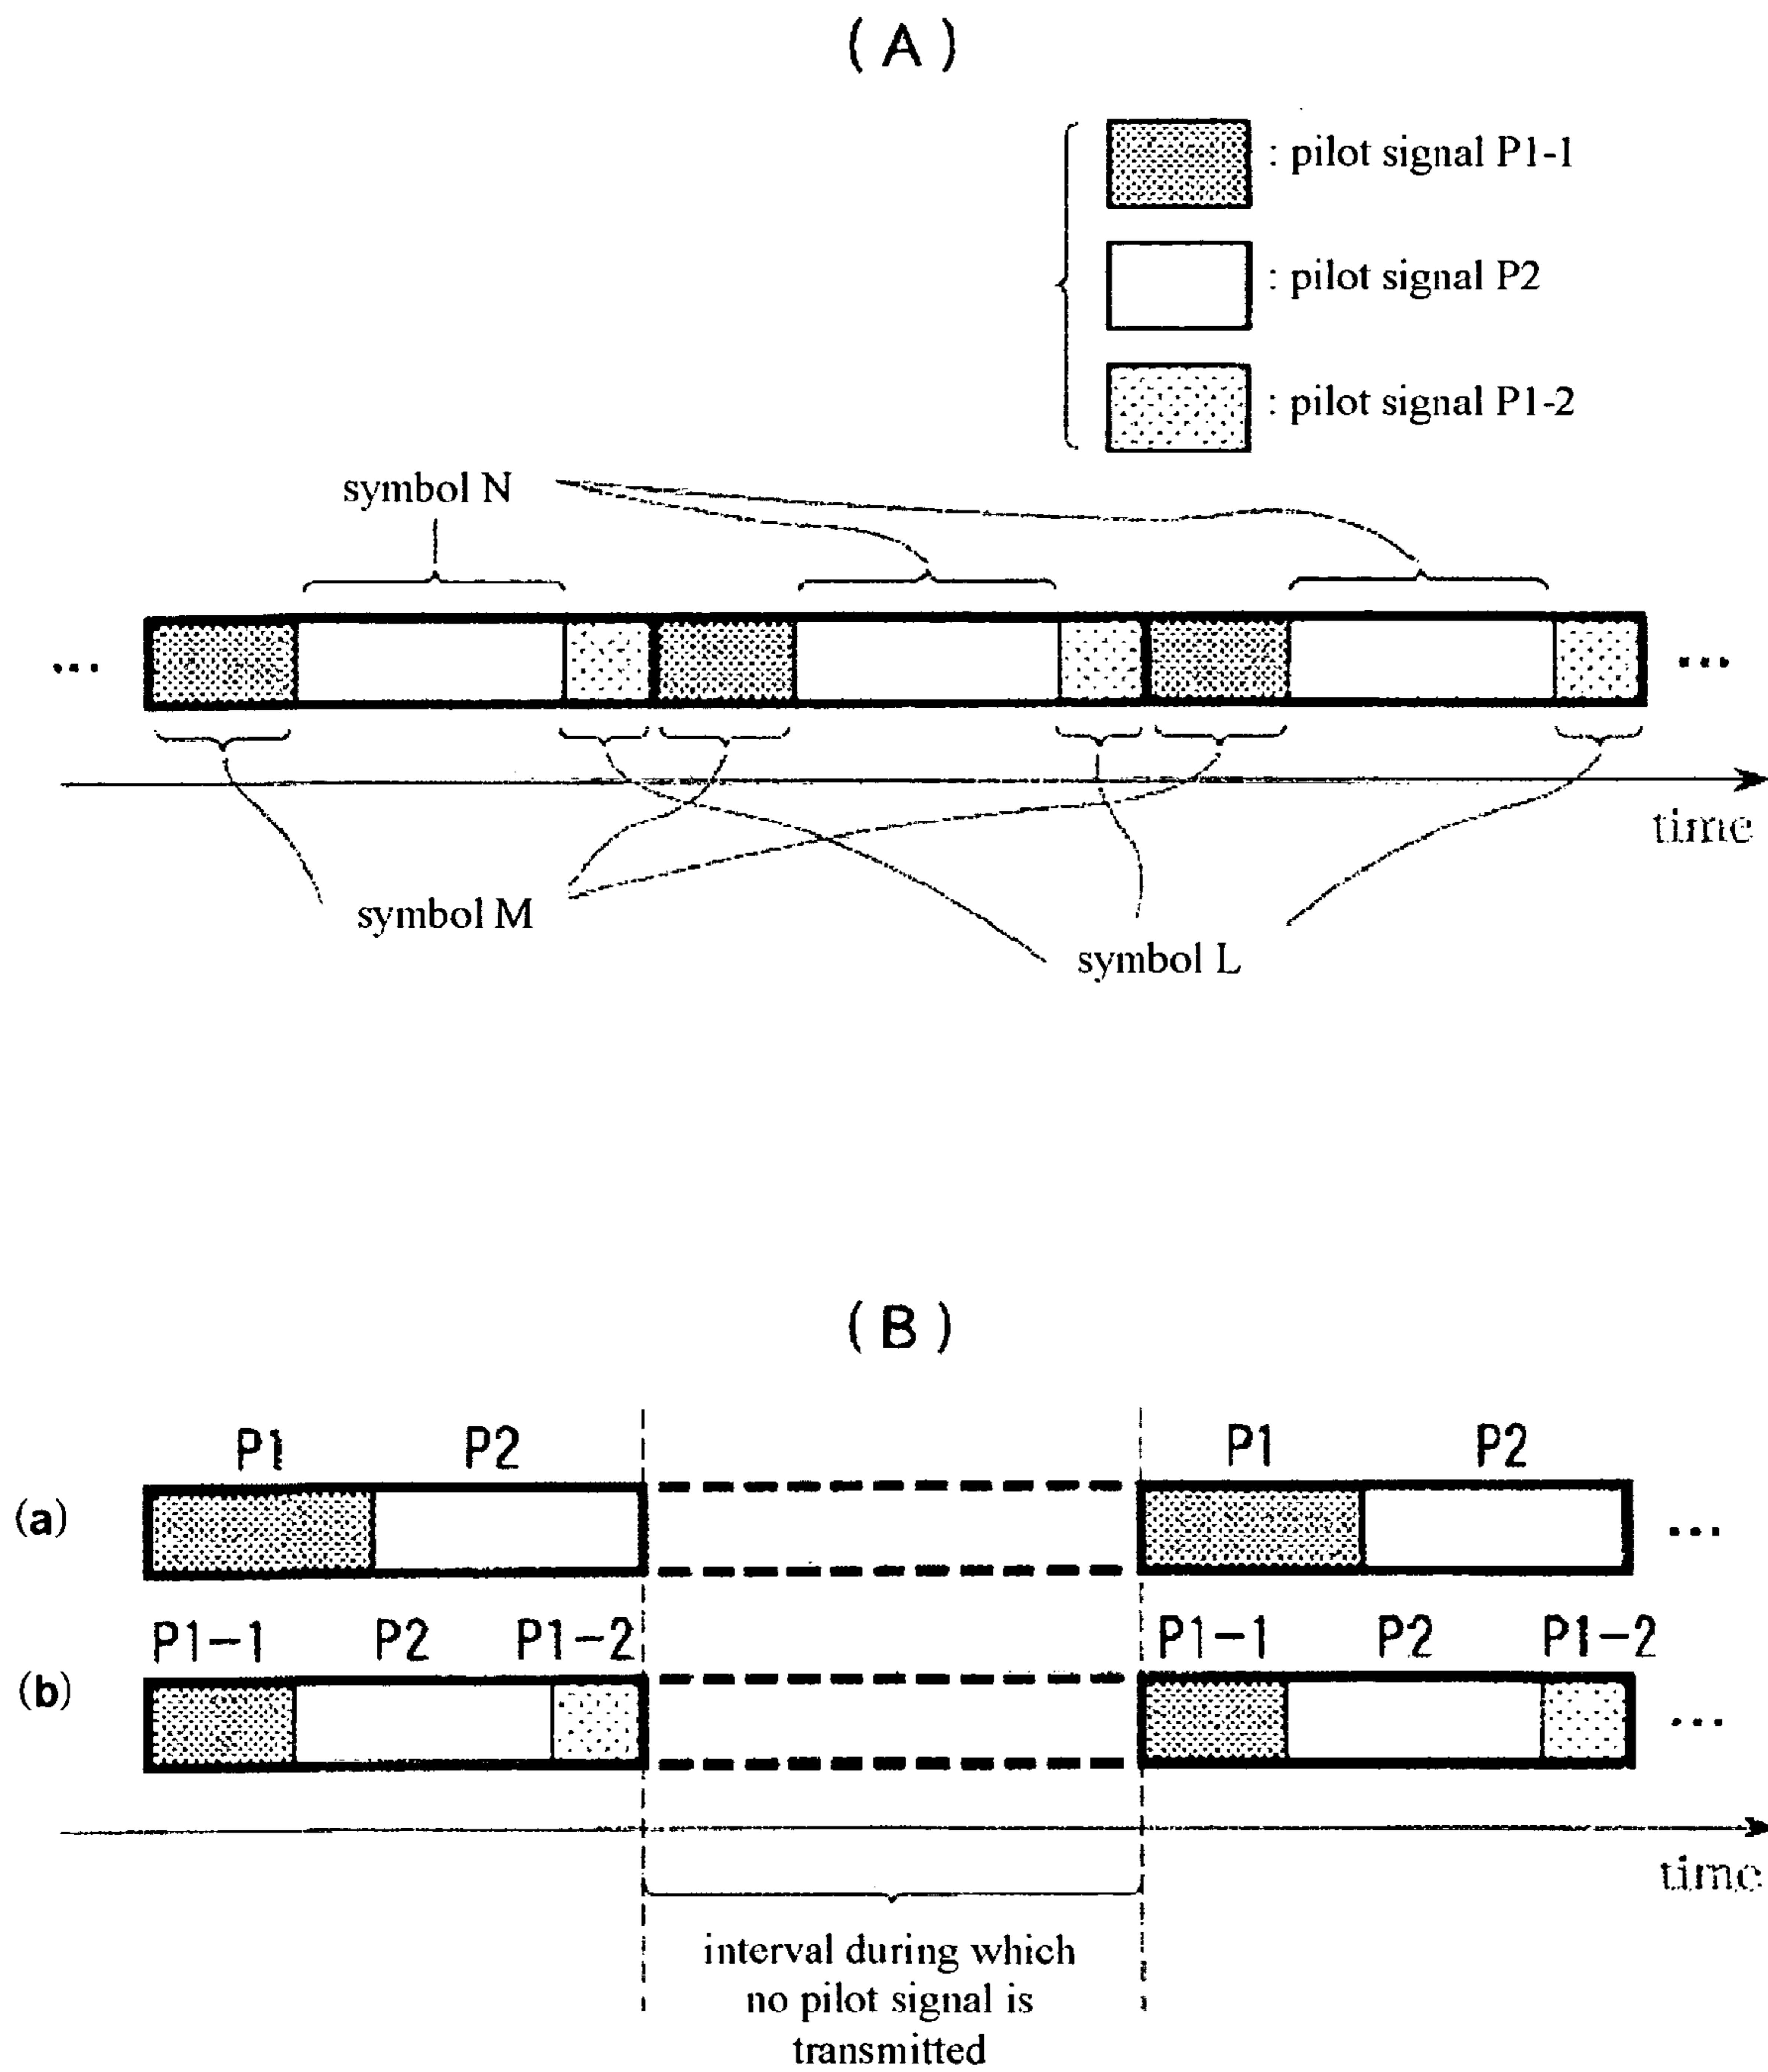 ( A )
: pilot signal P1-1
: pilot signal P2
: pilot signal P1-2
symbol N
...
...
time
symbol M
symbol L
( B )
P1 P2 P1 P2
(a)
...
P1-1 P2 P1-2 P1-1 P2 P1-2
(b)
...
time
interval during which
no pilot signal is
transmitted